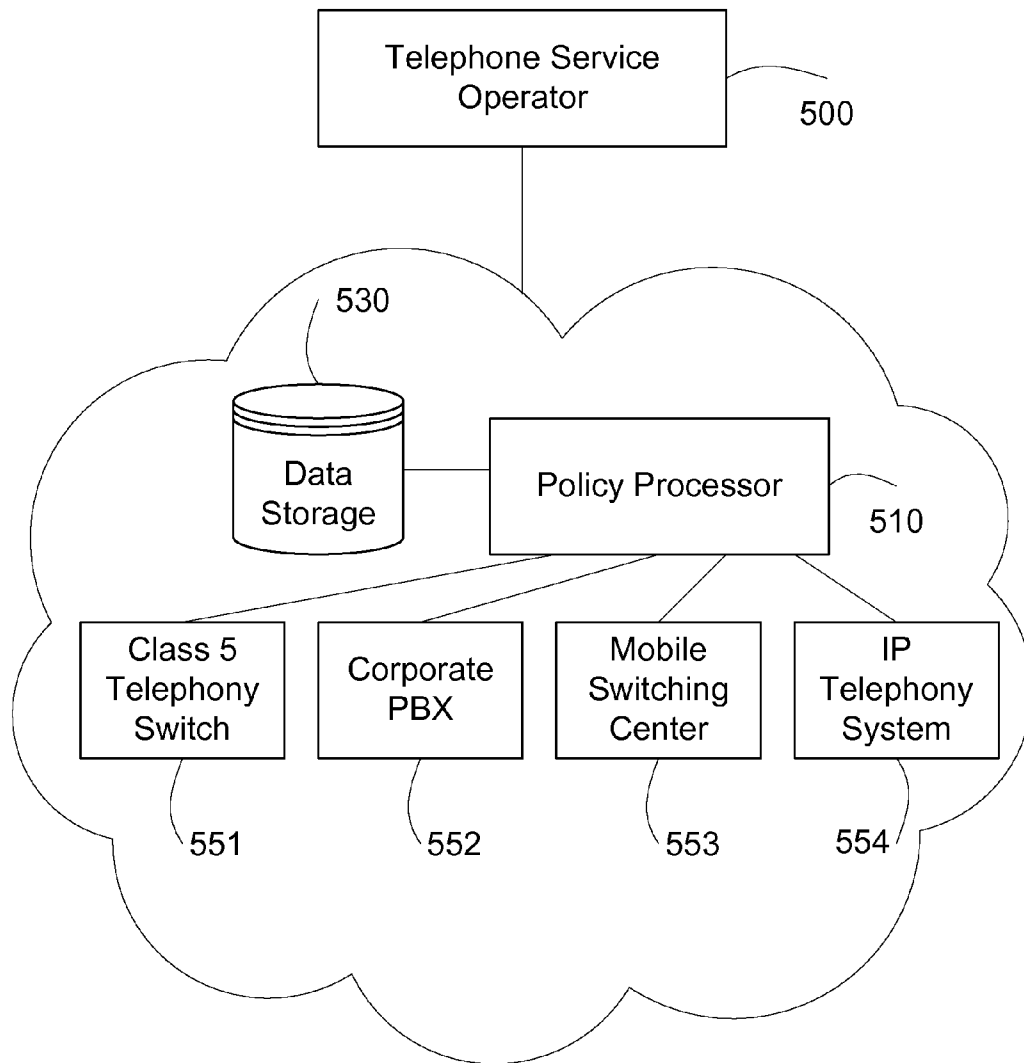 Telephone Service
Operator
500
530
Data
Storage
Policy Processor
510
Class 5
Telephony
Switch
Corporate
PBX
Mobile
Switching
Center
IP
Telephony
System
551
552
553
554